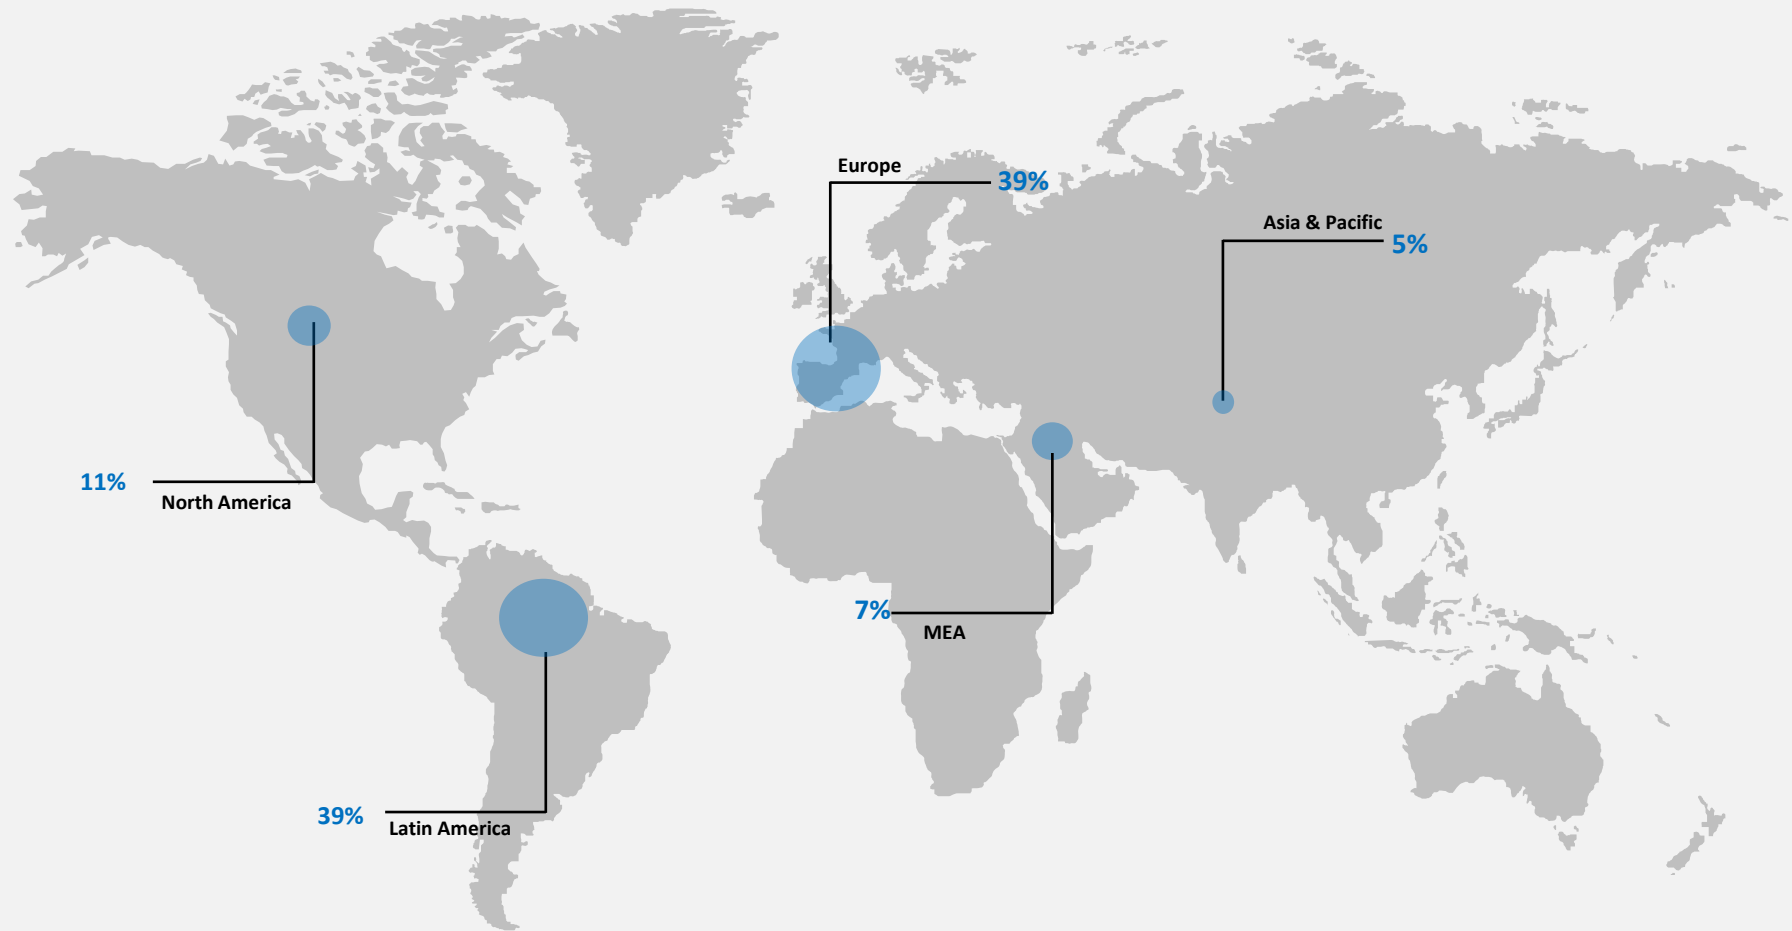 Europe
39%
Asia & Pacific
5%
11%
North America
7%
MEA
39%
Latin America